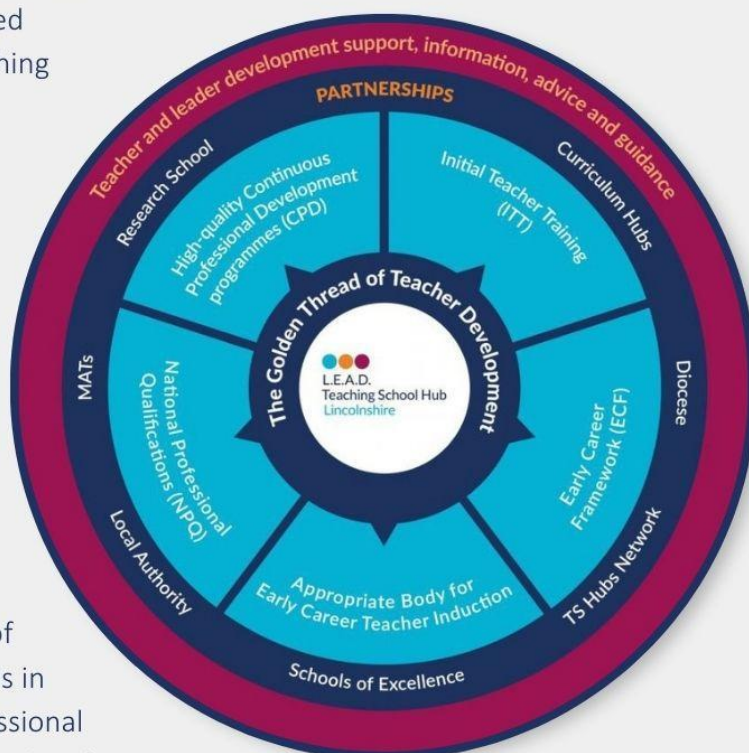 ed
ning
Teacher and leader development support, information, advice and guidance
PARTNERSHIPS
Research School
Curriculum Hubs
High-quality Continuous
Professional Development
programmes (CPD)
Initial Teacher Training
(ITT)
The Golden Thread of Teacher Development
MATs
Diocese
L.E.A.D.
Teaching School Hub
Lincolnshire
National Professional
Qualifications (NPQ)
Early Career
Framework (ECF)
Local Authority
TS Hubs Network
Appropriate Body for
Early Career Teacher Induction
Schools of Excellence
of
s in
ssional